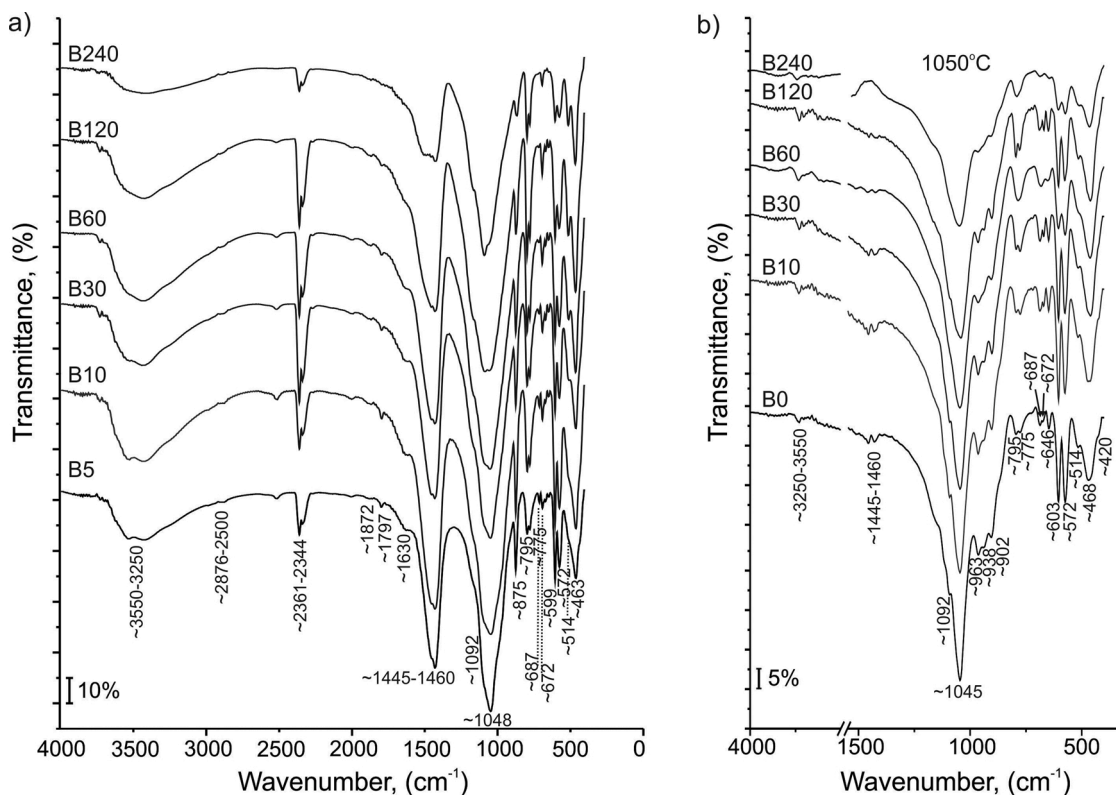 a)
B240
B120
B60
B30
B10
B5
Transmittance, (%)
~3550-3250
~2876-2500
~2361-2344
~1872
~1797
~1630
~1445-1460
~1092
~1048
~875
~795
~775
~687
~672
~599
~572
~514
~463
10%
4000 3500 3000 2500 2000 1500 1000 500 0
Wavenumber, (cm⁻¹)
b)
1050°C
B240
B120
B60
B30
B10
B0
Transmittance, (%)
~3250-3550
~1445-1460
~1092
~1045
~963
~938
~902
~795
~775
~687
~672
~646
~603
~572
~514
~468
~420
5%
4000 1500 1000 500
Wavenumber, (cm⁻¹)